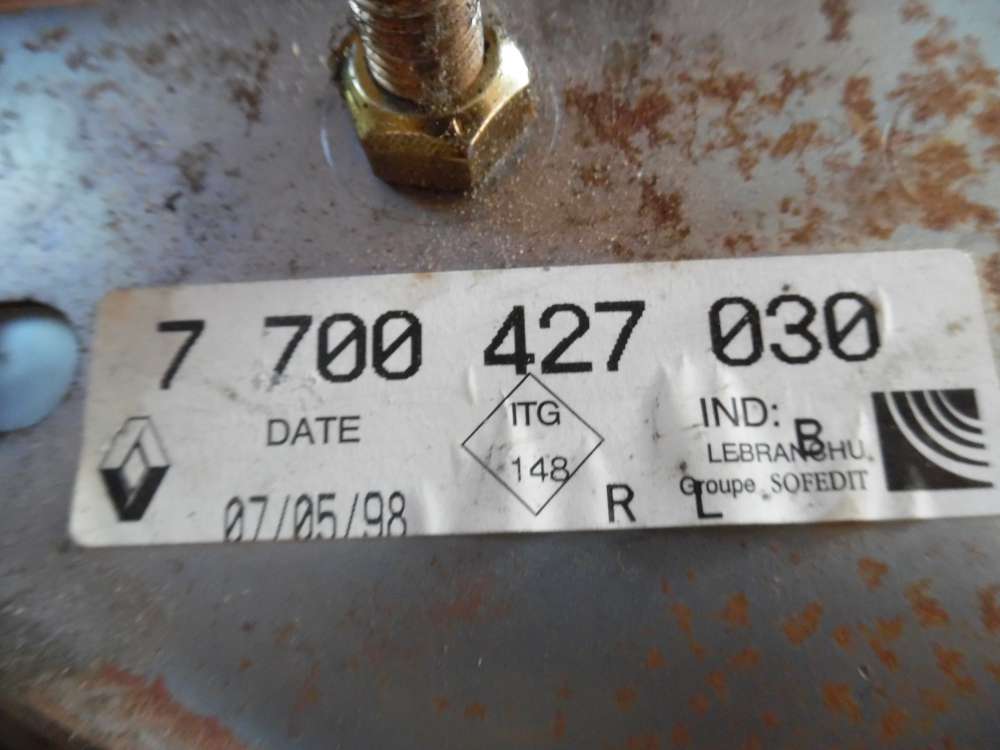 7 700 427 030
DATE
07/05/98
ITG
148
IND: B
LEBRANCHU
Groupe SOFEDIT
R L